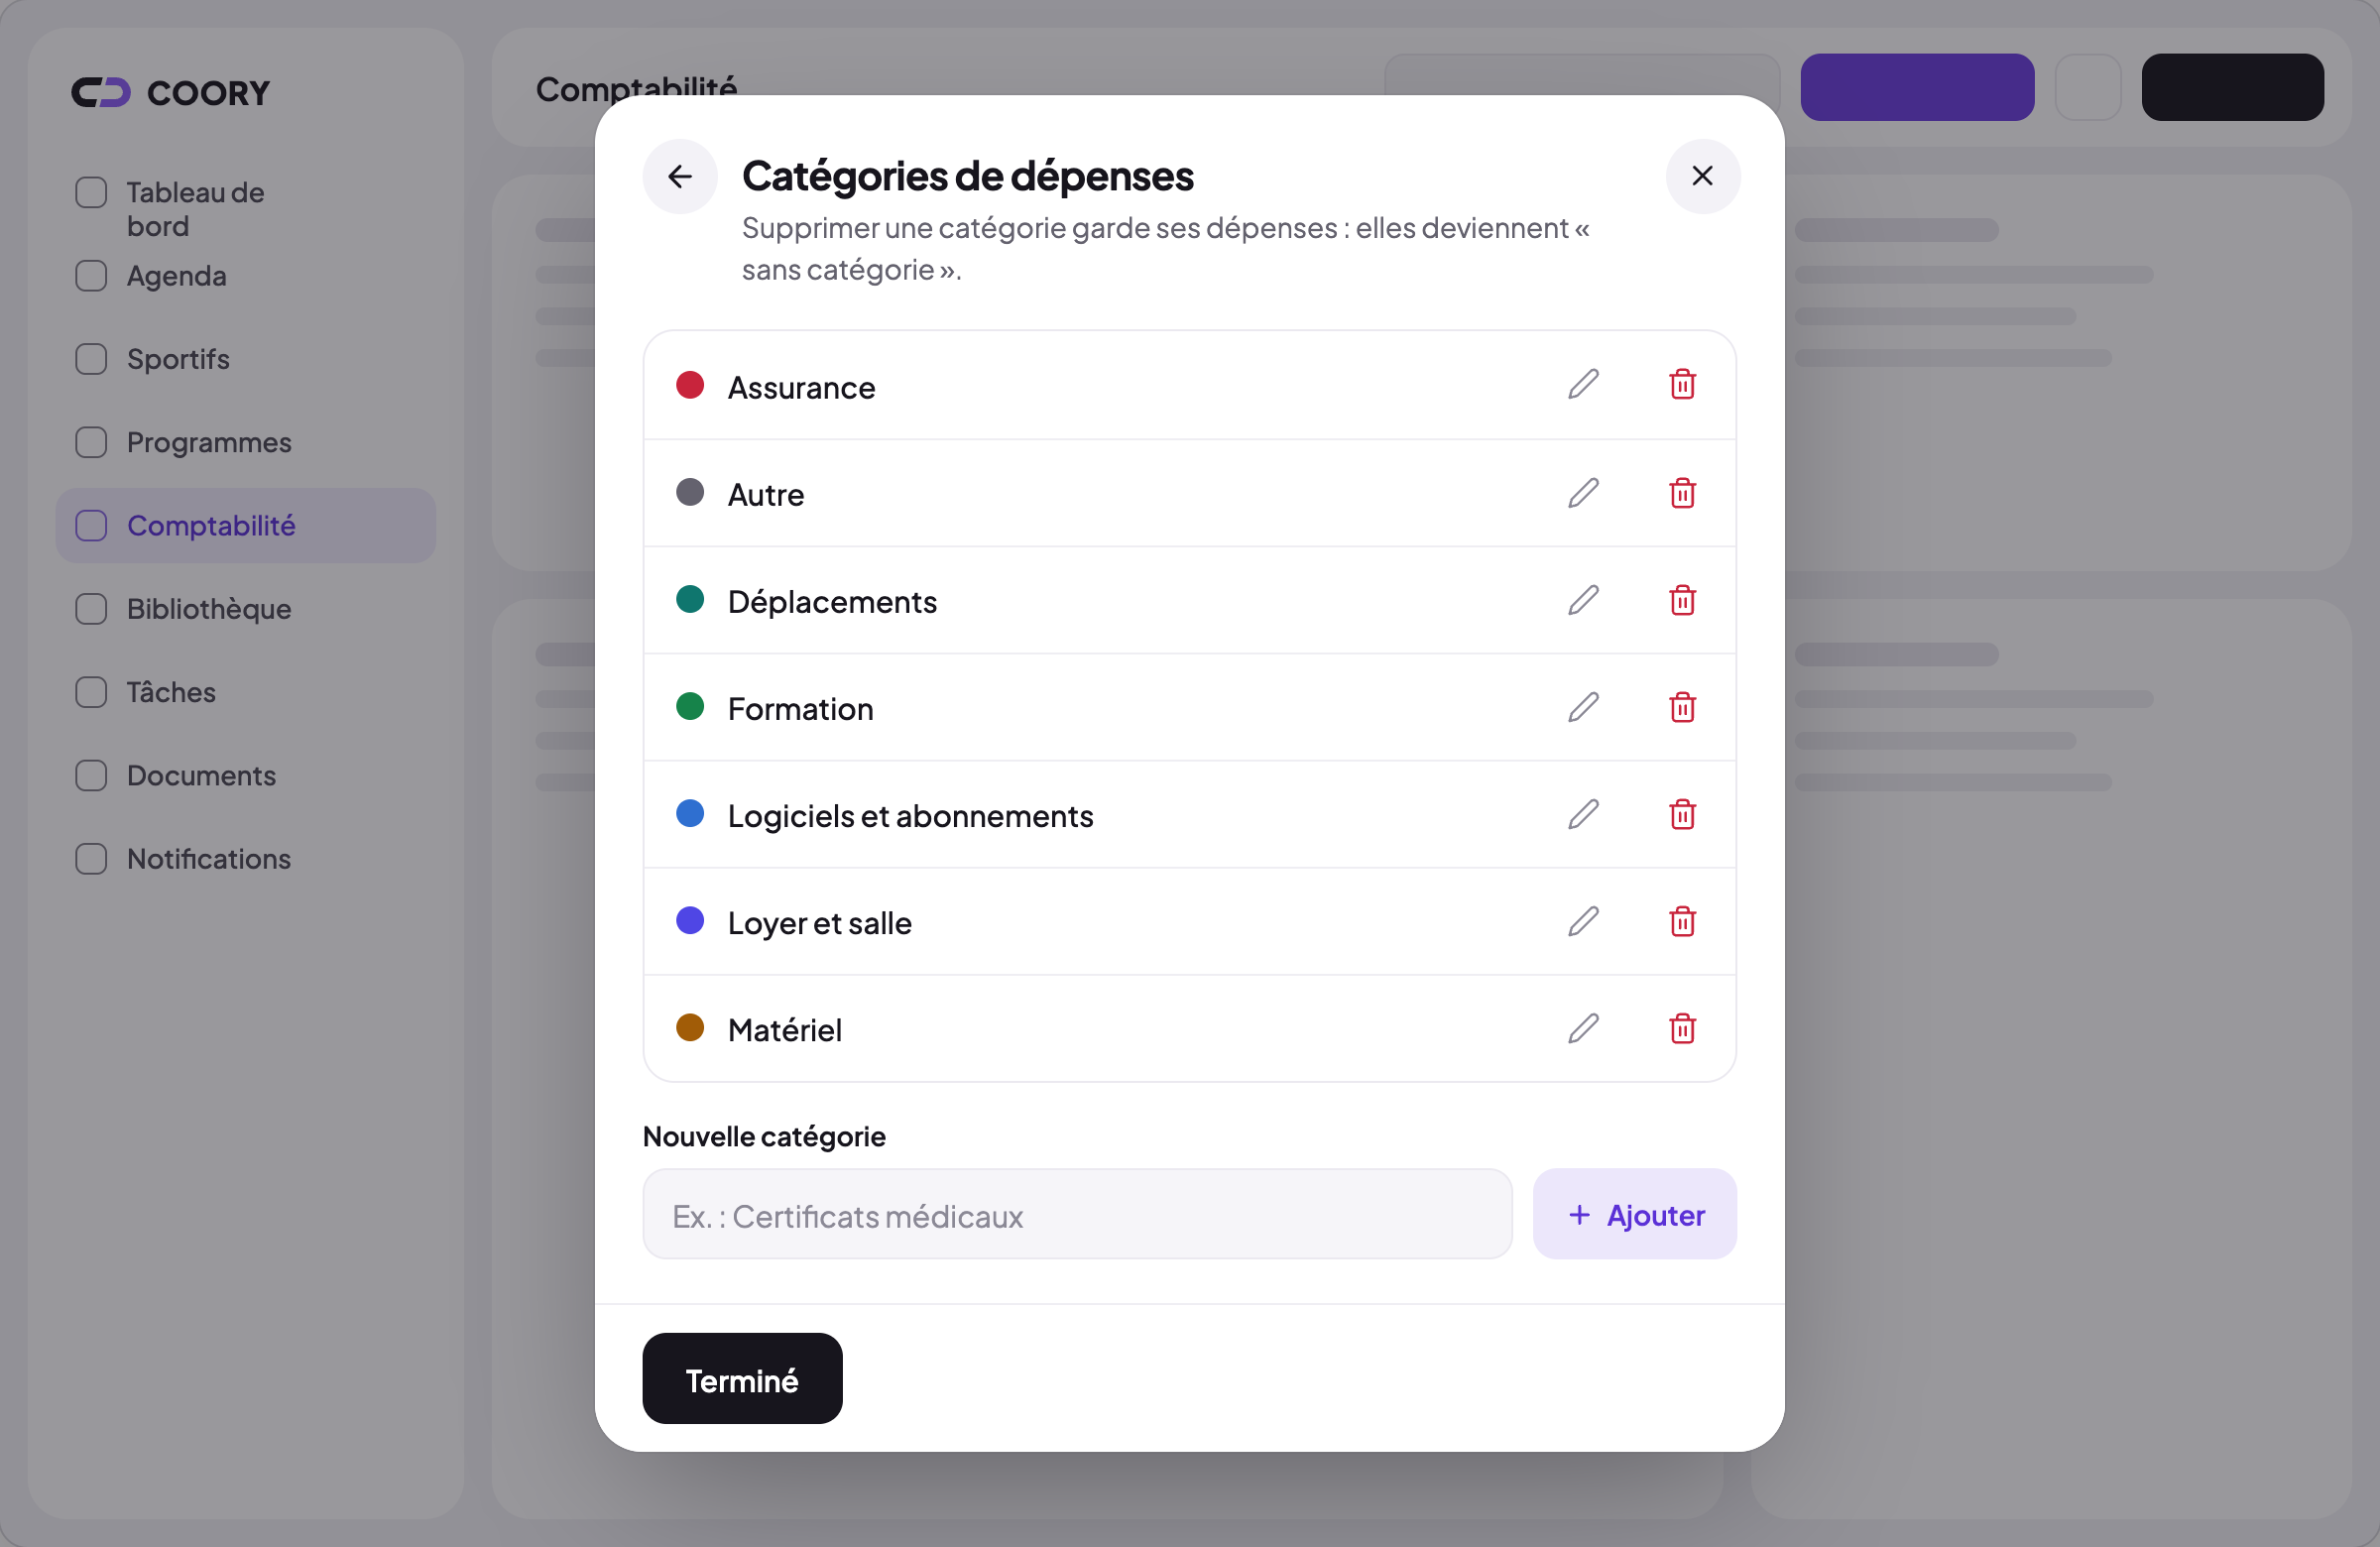 COORY
Tableau de
bord
Agenda
Sportifs
Programmes
Comptabilité
Bibliothèque
Tâches
Documents
Notifications
Comptabilité
Catégories de dépenses
Supprimer une catégorie garde ses dépenses : elles deviennent «
sans catégorie ».
Assurance
Autre
Déplacements
Formation
Logiciels et abonnements
Loyer et salle
Matériel
Nouvelle catégorie
Ex. : Certificats médicaux
+ Ajouter
Terminé